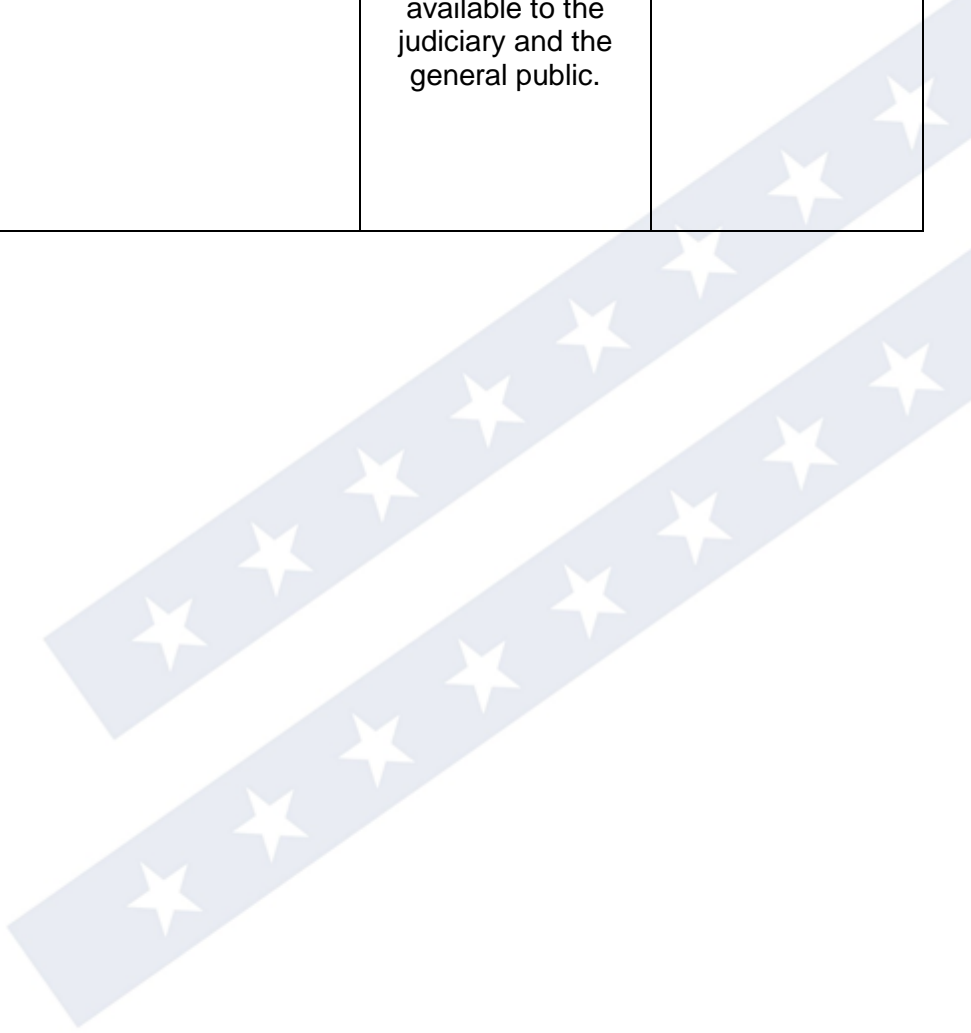 available to the
judiciary and the
general public.